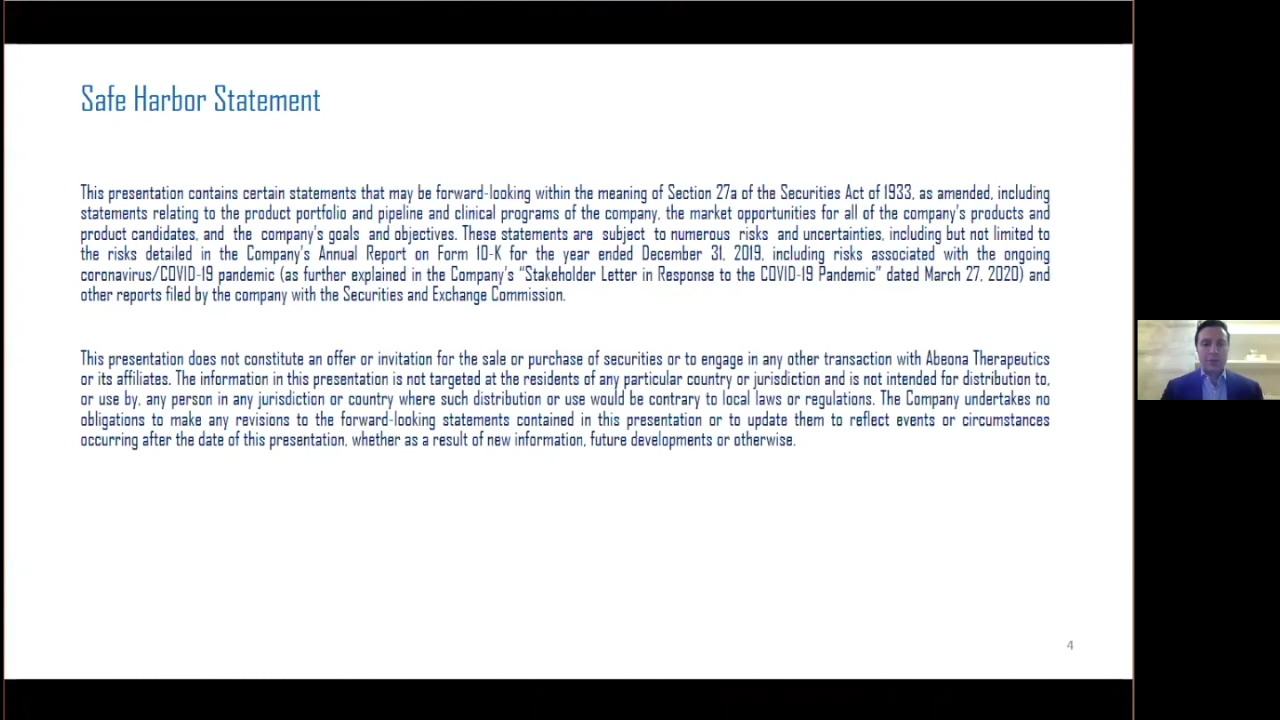 Safe Harbor Statement
This presentation contains certain statements that may be forward-looking within the meaning of Section 27a of the Securities Act of 1933, as amended, including
statements relating to the product portfolio and pipeline and clinical programs of the company, the market opportunities for all of the company's products and
product candidates, and the company's goals and objectives. These statements are subject to numerous risks and uncertainties, including but not limited to
the risks detailed in the Company's Annual Report on Form 10-K for the year ended December 31, 2019, including risks associated with the ongoing
coronavirus/COVID-19 pandemic (as further explained in the Company's “Stakeholder Letter in Response to the COVID-19 Pandemic” dated March 27, 2020) and
other reports filed by the company with the Securities and Exchange Commission.
This presentation does not constitute an offer or invitation for the sale or purchase of securities or to engage in any other transaction with Abeona Therapeutics
or its affiliates. The information in this presentation is not targeted at the residents of any particular country or jurisdiction and is not intended for distribution to,
or use by, any person in any jurisdiction or country where such distribution or use would be contrary to local laws or regulations. The Company undertakes no
obligations to make any revisions to the forward-looking statements contained in this presentation or to update them to reflect events or circumstances
occurring after the date of this presentation, whether as a result of new information, future developments or otherwise.
4